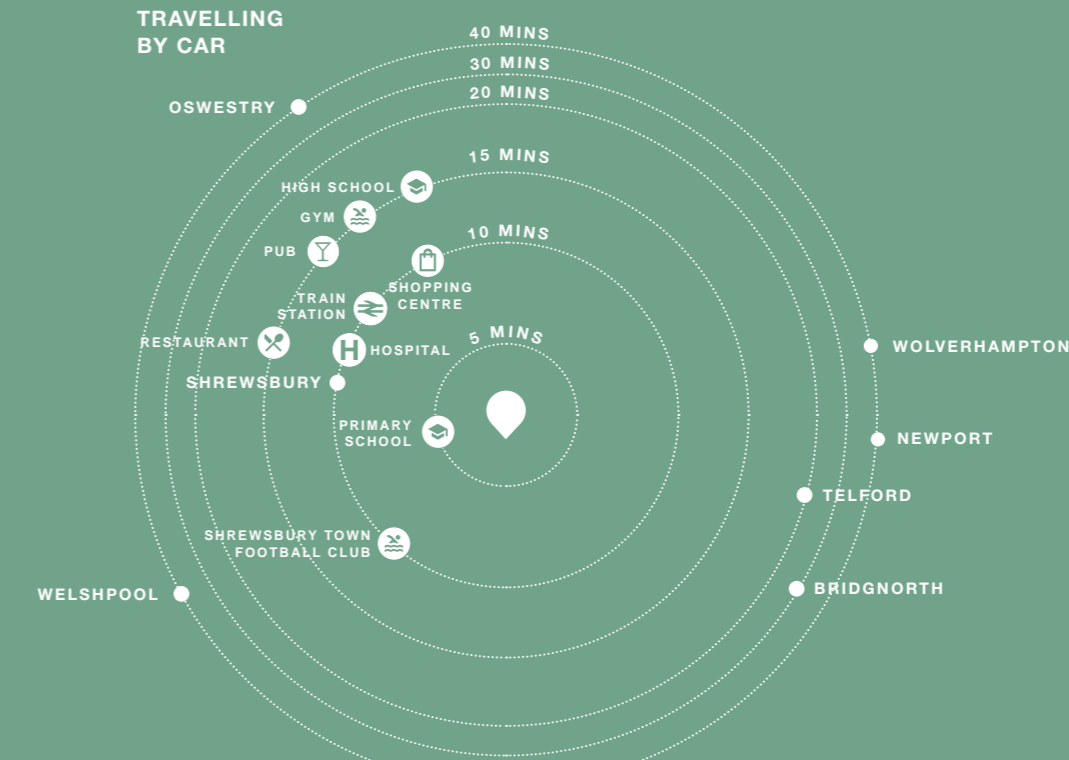 TRAVELLING
BY CAR
40 MINS
30 MINS
20 MINS
OSWESTRY
15 MINS
HIGH SCHOOL
GYM
10 MINS
PUB
SHOPPING
CENTRE
TRAIN
STATION
5 MINS
RESTAURANT
H
HOSPITAL
WOLVERHAMPTON
SHREWSBURY
PRIMARY
SCHOOL
NEWPORT
TELFORD
SHREWSBURY TOWN
FOOTBALL CLUB
BRIDGNORTH
WELSHPOOL